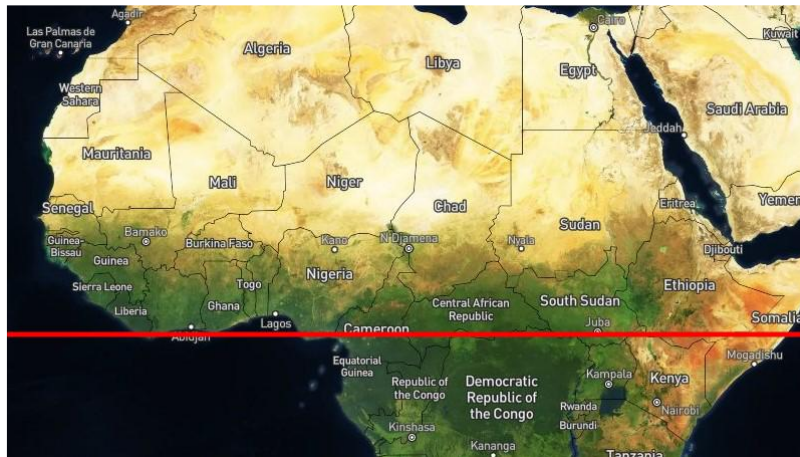 Agadir
Cairo
Las Palmas de
Gran Canaria
Kuwait
Algeria
Libya
Egypt
Western
Sahara
Saudi Arabia
Jeddah
Mauritania
Mali
Niger
Chad
Senegal
Eritrea
Yemen
Sudan
Bamako
Guinea-
Bissau
Burkina Faso
Kano
N'Djamena
Nyala
Djibouti
Guinea
Nigeria
Togo
Ethiopia
Sierra Leone
Ghana
Central African
Republic
South Sudan
Liberia
Lagos
Somalia
Cameroon
Juba
Abidjan
Equatorial
Guinea
Mogadishu
Republic of
the Congo
Democratic
Republic of
the Congo
Kampala
Kenya
Rwanda
Nairobi
Burundi
Kinshasa
Kananga
Tanzania